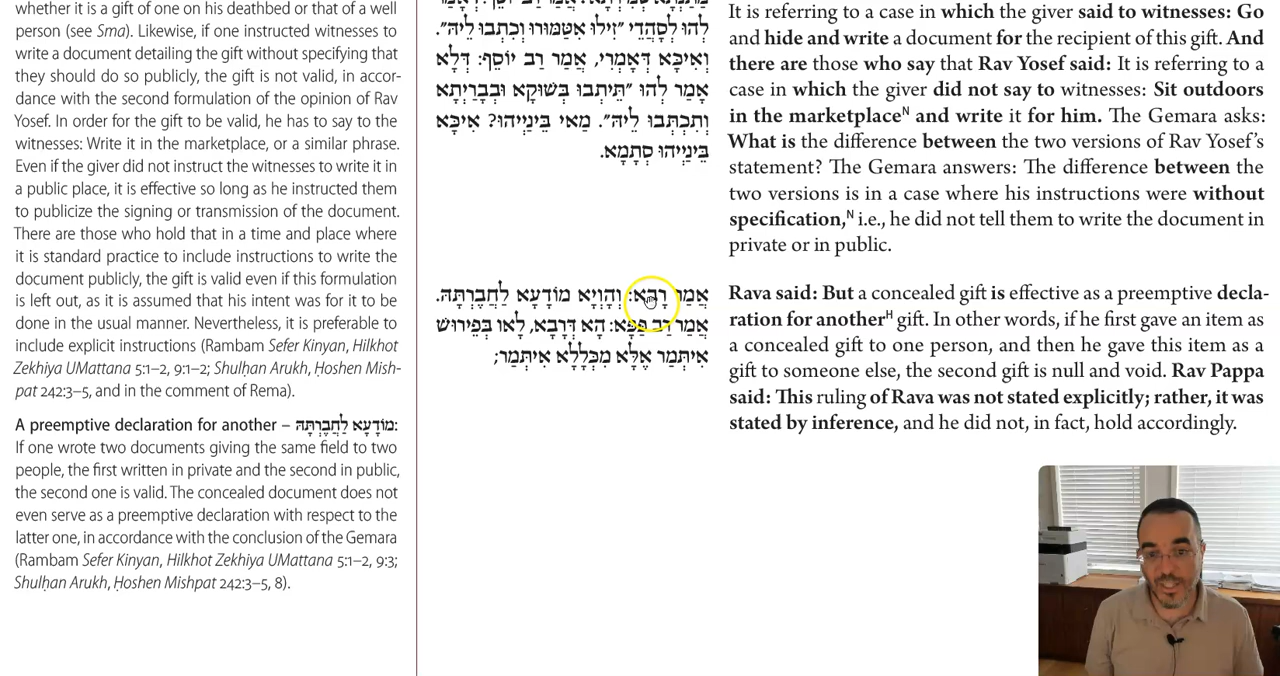 whether it is a gift of one on his deathbed or that of a well
person (see Sma). Likewise, if one instructed witnesses to
write a document detailing the gift without specifying that
they should do so publicly, the gift is not valid, in accor-
dance with the second formulation of the opinion of Rav
Yosef. In order for the gift to be valid, he has to say to the
witnesses: Write it in the marketplace, or a similar phrase.
Even if the giver did not instruct the witnesses to write it in
a public place, it is effective so long as he instructed them
to publicize the signing or transmission of the document.
There are those who hold that in a time and place where
it is standard practice to include instructions to write the
document publicly, the gift is valid even if this formulation
is left out, as it is assumed that his intent was for it to be
done in the usual manner. Nevertheless, it is preferable to
include explicit instructions (Rambam Sefer Kinyan, Hilkhot
Zekhiya UMattana 5:1–2, 9:1–2; Shulḥan Arukh, Ḥoshen Mish-
pat 242:3–5, and in the comment of Rema).
A preemptive declaration for another – מוֹדָעָא לַחֲבֶרְתָּהּ:
If one wrote two documents giving the same field to two
people, the first written in private and the second in public,
the second one is valid. The concealed document does not
even serve as a preemptive declaration with respect to the
latter one, in accordance with the conclusion of the Gemara
(Rambam Sefer Kinyan, Hilkhot Zekhiya UMattana 5:1–2, 9:3;
Shulḥan Arukh, Ḥoshen Mishpat 242:3–5, 8).
לְהוּ לְסָהֲדֵי ״זִילוּ אִטַּמּוּרוּ וְכִתְבוּ לֵיהּ״.
וְאִיכָּא דְּאָמְרִי, אָמַר רַב יוֹסֵף: דְּלָא
אָמַר לְהוּ ״תֵּיתְבוּ בְּשׁוּקָא וּבְבָרַיְתָא
וְתִכְתְּבוּ לֵיהּ״. מַאי בֵּינַיְיהוּ? אִיכָּא
בֵּינַיְיהוּ סְתָמָא.
אָמַר רָבָא: וְהָוְיָא מוֹדָעָא לַחֲבֶרְתָּהּ.
אָמַר רַב פָּפָּא: הָא דְּרָבָא, לָאו בְּפֵירוּשׁ
אִיתְּמַר אֶלָּא מִכְּלָלָא אִיתְּמַר;
It is referring to a case in which the giver said to witnesses: Go
and hide and write a document for the recipient of this gift. And
there are those who say that Rav Yosef said: It is referring to a
case in which the giver did not say to witnesses: Sit outdoors
in the marketplaceᴺ and write it for him. The Gemara asks:
What is the difference between the two versions of Rav Yosef’s
statement? The Gemara answers: The difference between the
two versions is in a case where his instructions were without
specification,ᴺ i.e., he did not tell them to write the document in
private or in public.
Rava said: But a concealed gift is effective as a preemptive decla-
ration for anotherᴴ gift. In other words, if he first gave an item as
a concealed gift to one person, and then he gave this item as a
gift to someone else, the second gift is null and void. Rav Pappa
said: This ruling of Rava was not stated explicitly; rather, it was
stated by inference, and he did not, in fact, hold accordingly.